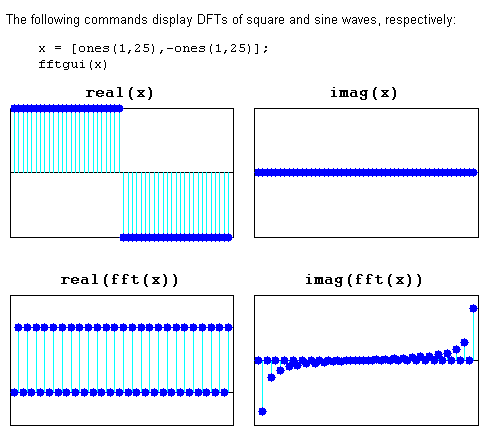 The following commands display DFTs of square and sine waves, respectively:
x = [ones(1,25),-ones(1,25)];
fftgui(x)
real(x) imag(x)
real(fft(x)) imag(fft(x))